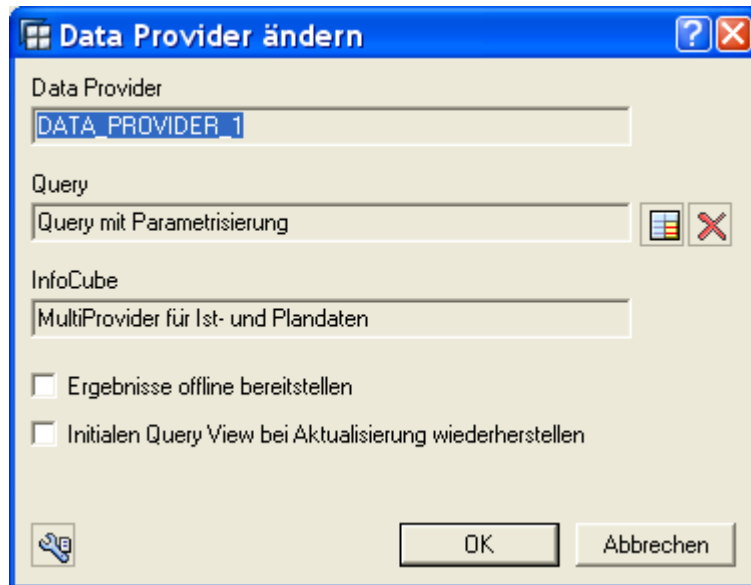 Data Provider ändern
Data Provider
DATA_PROVIDER_1
Query
Query mit Parametrisierung
InfoCube
MultiProvider für Ist- und Plandaten
Ergebnisse offline bereitstellen
Initialen Query View bei Aktualisierung wiederherstellen
OK Abbrechen